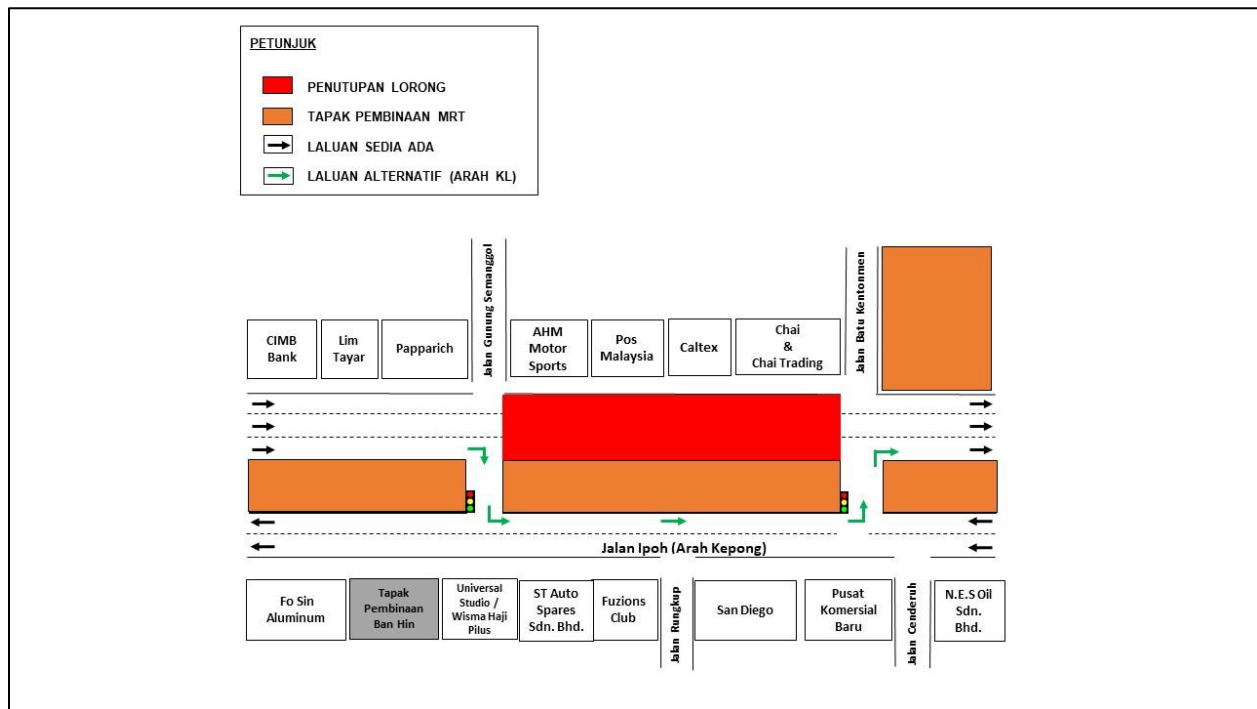 PETUNJUK
PENUTUPAN LORONG
TAPAK PEMBINAAN MRT
LALUAN SEDIA ADA
LALUAN ALTERNATIF (ARAH KL)
Jalan Gunung Semanggol
Jalan Batu Kentonmen
CIMB
Bank
Lim
Tayar
Papparich
AHM
Motor
Sports
Pos
Malaysia
Caltex
Chai
&
Chai Trading
Jalan Ipoh (Arah Kepong)
Fo Sin
Aluminum
Tapak
Pembinaan
Ban Hin
Universal
Studio /
Wisma Haji
Pilus
ST Auto
Spares
Sdn. Bhd.
Fuzions
Club
Jalan Rungkup
San Diego
Pusat
Komersial
Baru
Jalan Cenderuh
N.E.S Oil
Sdn.
Bhd.